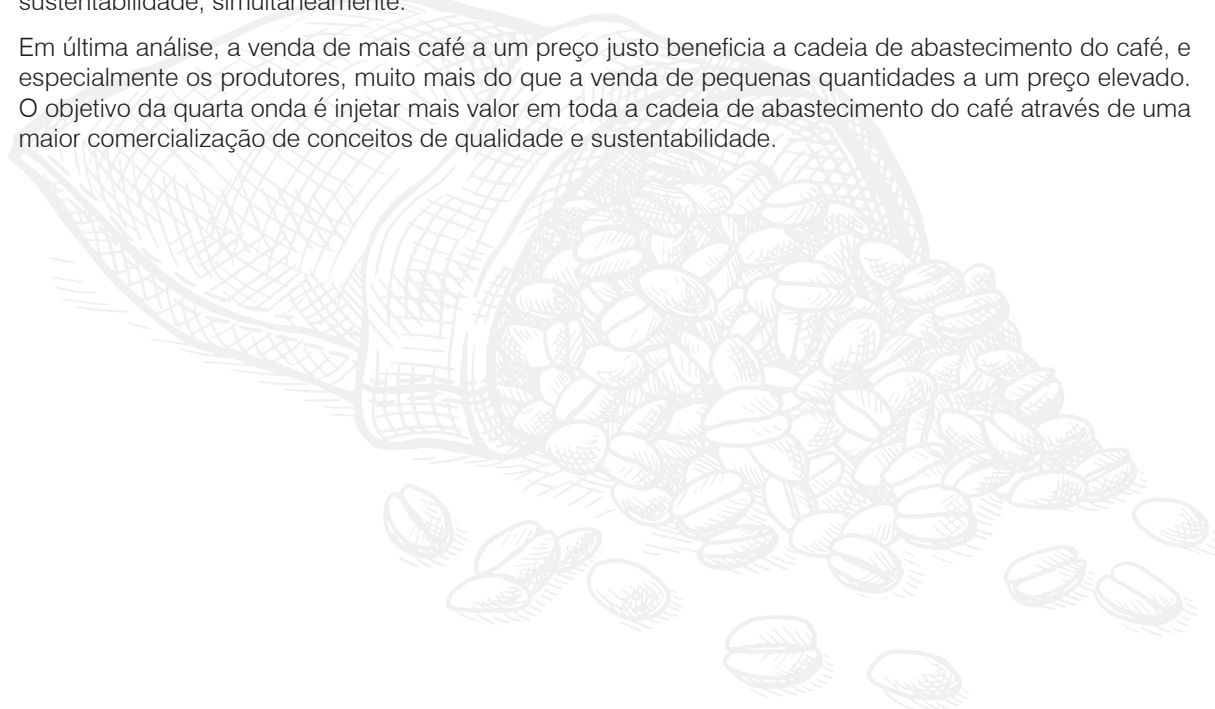 sustentabilidade, simultaneamente.
Em última análise, a venda de mais café a um preço justo beneficia a cadeia de abastecimento do café, e
especialmente os produtores, muito mais do que a venda de pequenas quantidades a um preço elevado.
O objetivo da quarta onda é injetar mais valor em toda a cadeia de abastecimento do café através de uma
maior comercialização de conceitos de qualidade e sustentabilidade.